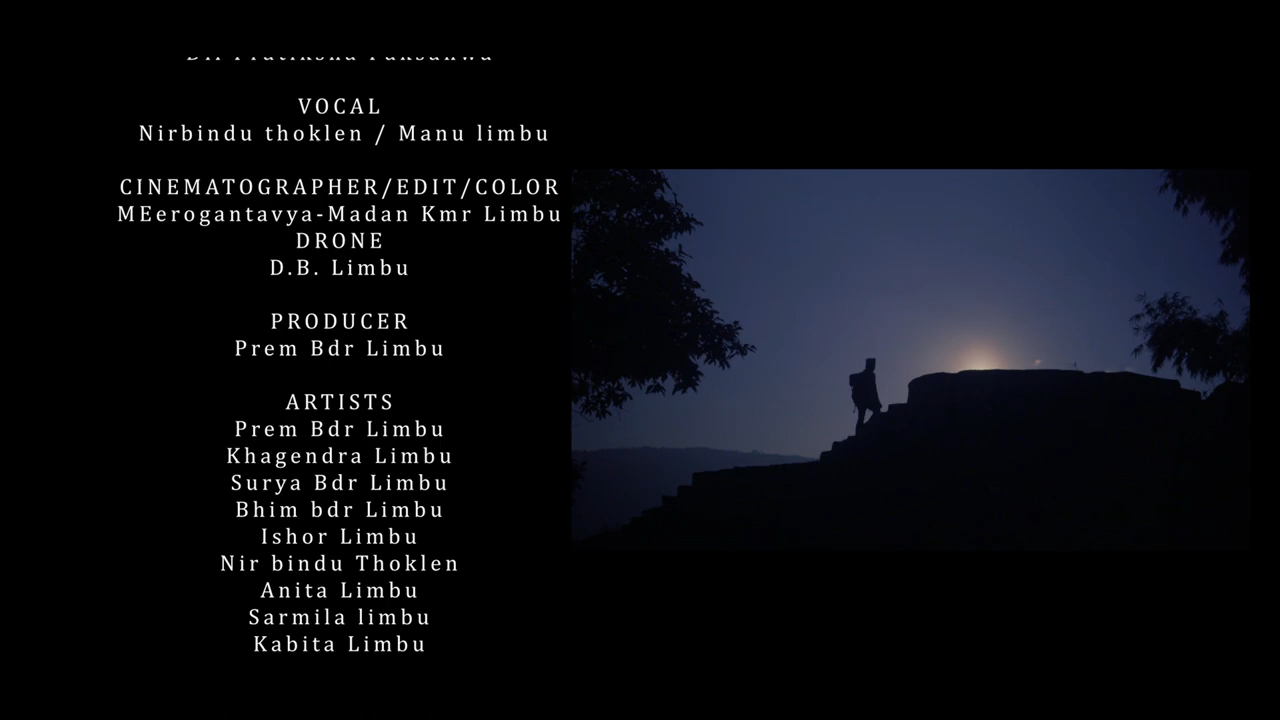 VOCAL
Nirbindu thoklen / Manu limbu
CINEMATOGRAPHER/EDIT/COLOR
MEerogantavya-Madan Kmr Limbu
DRONE
D.B. Limbu
PRODUCER
Prem Bdr Limbu
ARTISTS
Prem Bdr Limbu
Khagendra Limbu
Surya Bdr Limbu
Bhim bdr Limbu
Ishor Limbu
Nir bindu Thoklen
Anita Limbu
Sarmila limbu
Kabita Limbu